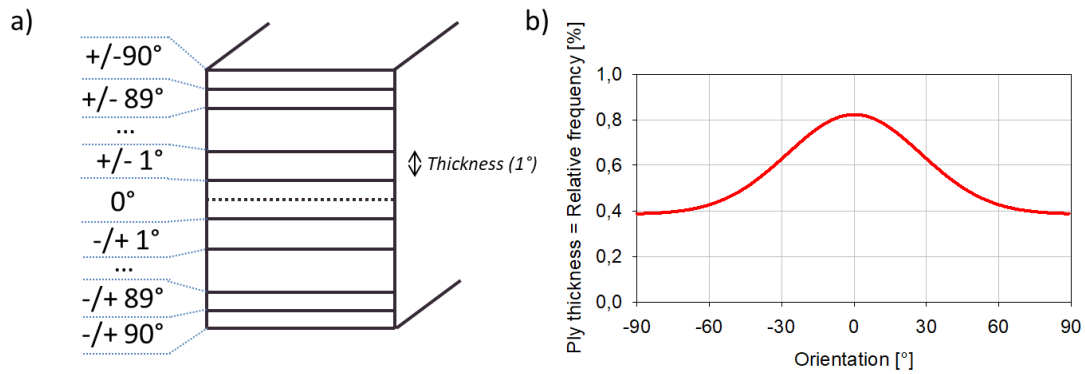 a)
+/-90°
+/- 89°
...
+/- 1°
0°
-/+ 1°
...
-/+ 89°
-/+ 90°
Thickness (1°)
b)
Ply thickness = Relative frequency [%]
1,0
0,8
0,6
0,4
0,2
0,0
-90 -60 -30 0 30 60 90
Orientation [°]